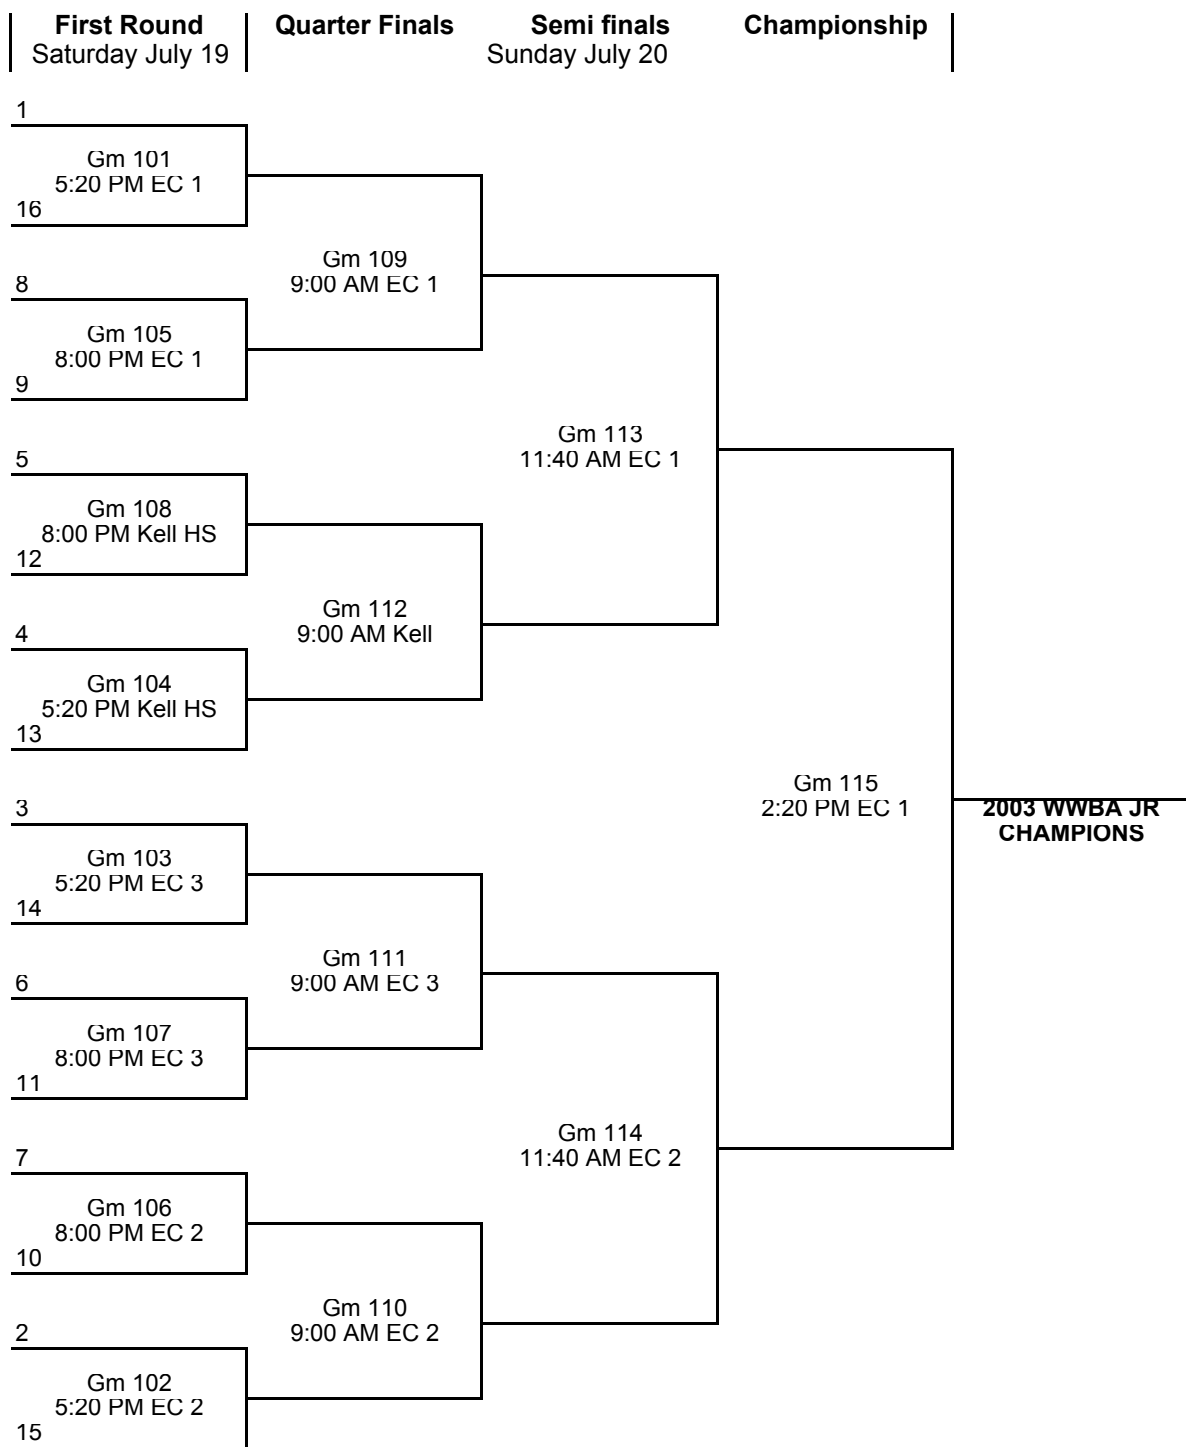 First Round
Saturday July 19
Quarter Finals
Semi finals
Sunday July 20
Championship
1
Gm 101
5:20 PM EC 1
16
Gm 109
9:00 AM EC 1
8
Gm 105
8:00 PM EC 1
9
Gm 113
11:40 AM EC 1
5
Gm 108
8:00 PM Kell HS
12
Gm 112
9:00 AM Kell
4
Gm 104
5:20 PM Kell HS
13
Gm 115
2:20 PM EC 1
2003 WWBA JR
CHAMPIONS
3
Gm 103
5:20 PM EC 3
14
Gm 111
9:00 AM EC 3
6
Gm 107
8:00 PM EC 3
11
Gm 114
11:40 AM EC 2
7
Gm 106
8:00 PM EC 2
10
Gm 110
9:00 AM EC 2
2
Gm 102
5:20 PM EC 2
15